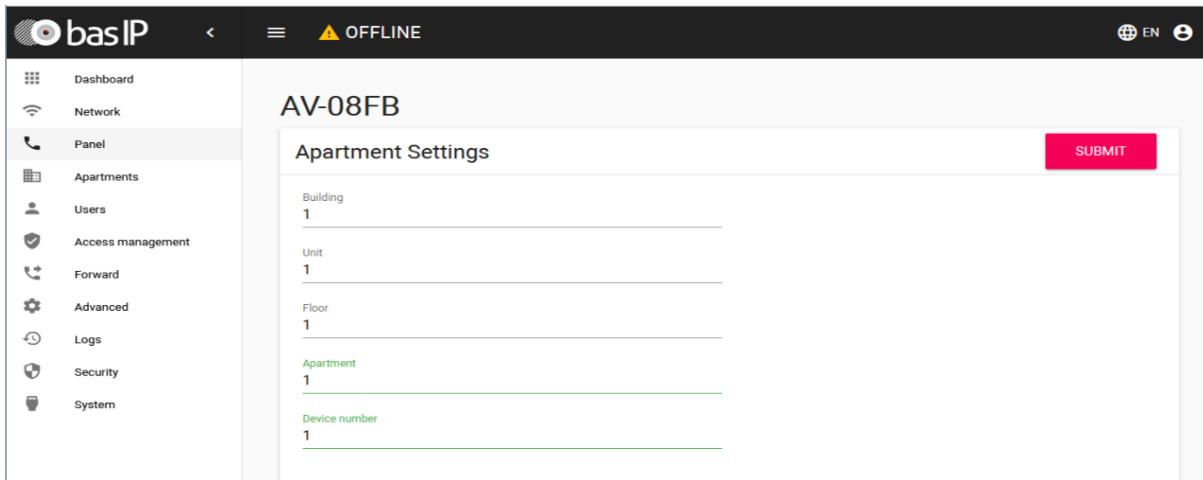 bas IP
OFFLINE
EN
Dashboard
Network
Panel
Apartments
Users
Access management
Forward
Advanced
Logs
Security
System
AV-08FB
Apartment Settings
SUBMIT
Building
1
Unit
1
Floor
1
Apartment
1
Device number
1